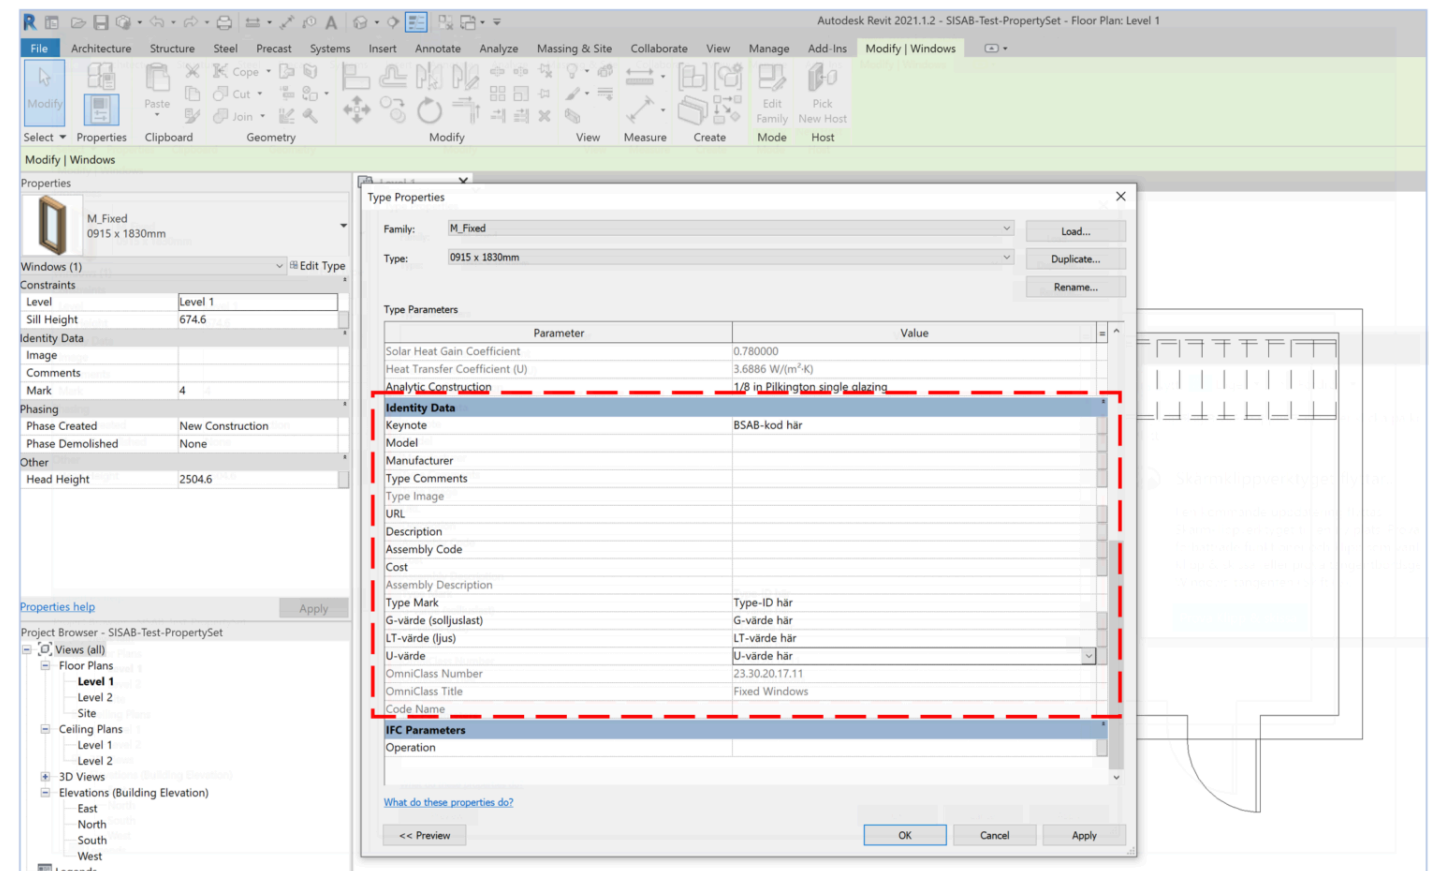 Autodesk Revit 2021.1.2 - SISAB-Test-PropertySet - Floor Plan: Level 1
File Architecture Structure Steel Precast Systems Insert Annotate Analyze Massing & Site Collaborate View Manage Add-Ins Modify | Windows
Modify
Paste
Cope
Cut
Join
Edit Family
Pick New Host
Select Properties Clipboard Geometry Modify View Measure Create Mode Host
Modify | Windows
Properties
M_Fixed
0915 x 1830mm
Windows (1) Edit Type
Constraints
Level Level 1
Sill Height 674.6
Identity Data
Image
Comments
Mark 4
Phasing
Phase Created New Construction
Phase Demolished None
Other
Head Height 2504.6
Properties help Apply
Project Browser - SISAB-Test-PropertySet
Views (all)
Floor Plans
Level 1
Level 2
Site
Ceiling Plans
Level 1
Level 2
3D Views
Elevations (Building Elevation)
East
North
South
West
Legends
Level 1
Type Properties
Family: M_Fixed Load...
Type: 0915 x 1830mm Duplicate...
Rename...
Type Parameters
Parameter Value =
Solar Heat Gain Coefficient 0.780000
Heat Transfer Coefficient (U) 3.6886 W/(m²·K)
Analytic Construction 1/8 in Pilkington single glazing
Identity Data
Keynote BSAB-kod här
Model
Manufacturer
Type Comments
Type Image
URL
Description
Assembly Code
Cost
Assembly Description
Type Mark Type-ID här
G-värde (solljuslast) G-värde här
LT-värde (ljus) LT-värde här
U-värde U-värde här
OmniClass Number 23.30.20.17.11
OmniClass Title Fixed Windows
Code Name
IFC Parameters
Operation
What do these properties do?
<< Preview OK Cancel Apply